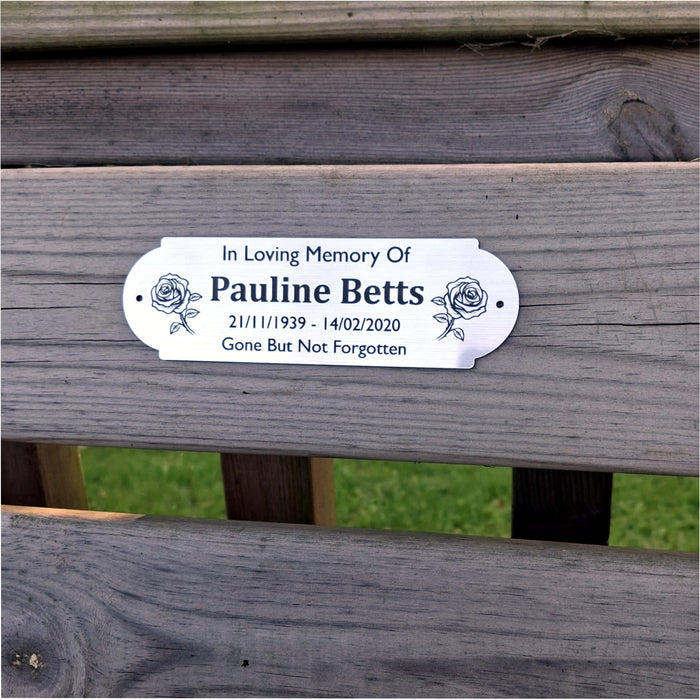 In Loving Memory Of
Pauline Betts
21/11/1939 - 14/02/2020
Gone But Not Forgotten